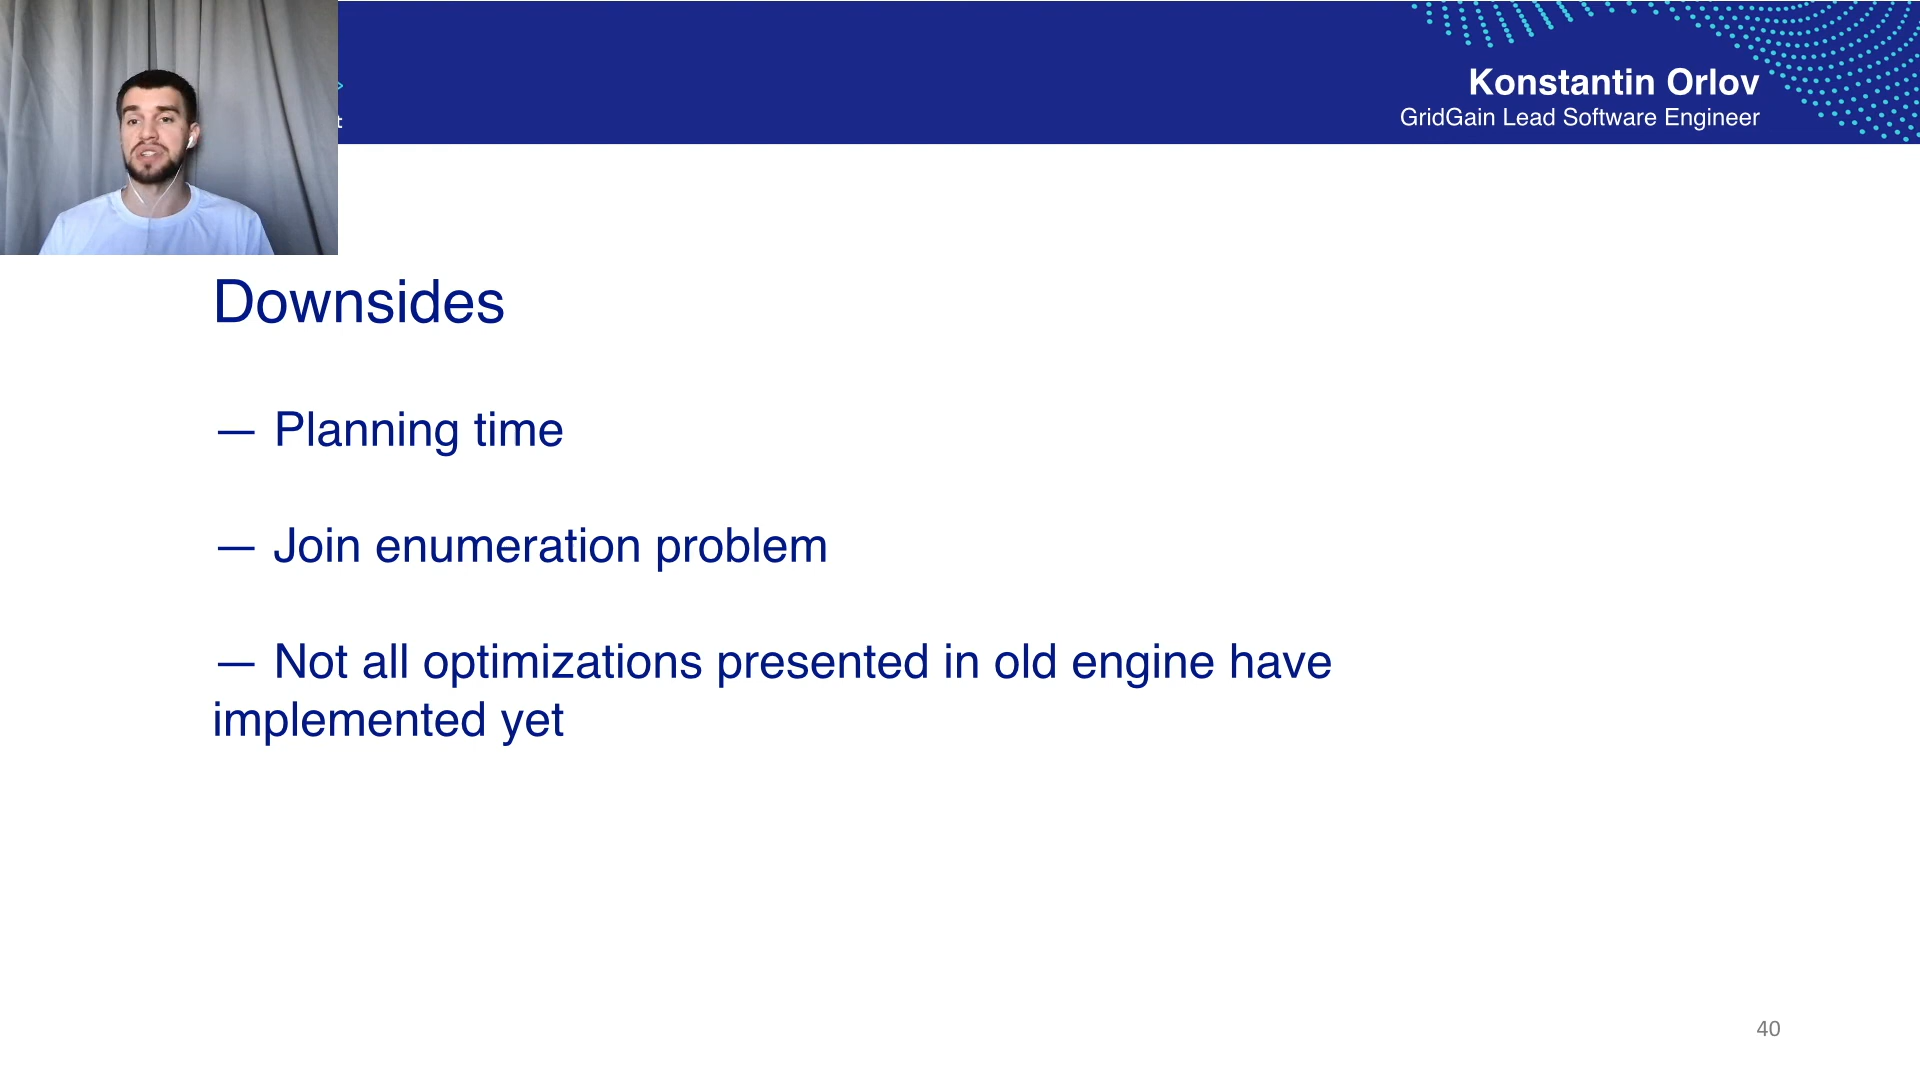 Konstantin Orlov
GridGain Lead Software Engineer
Downsides
— Planning time
— Join enumeration problem
— Not all optimizations presented in old engine have
implemented yet
40